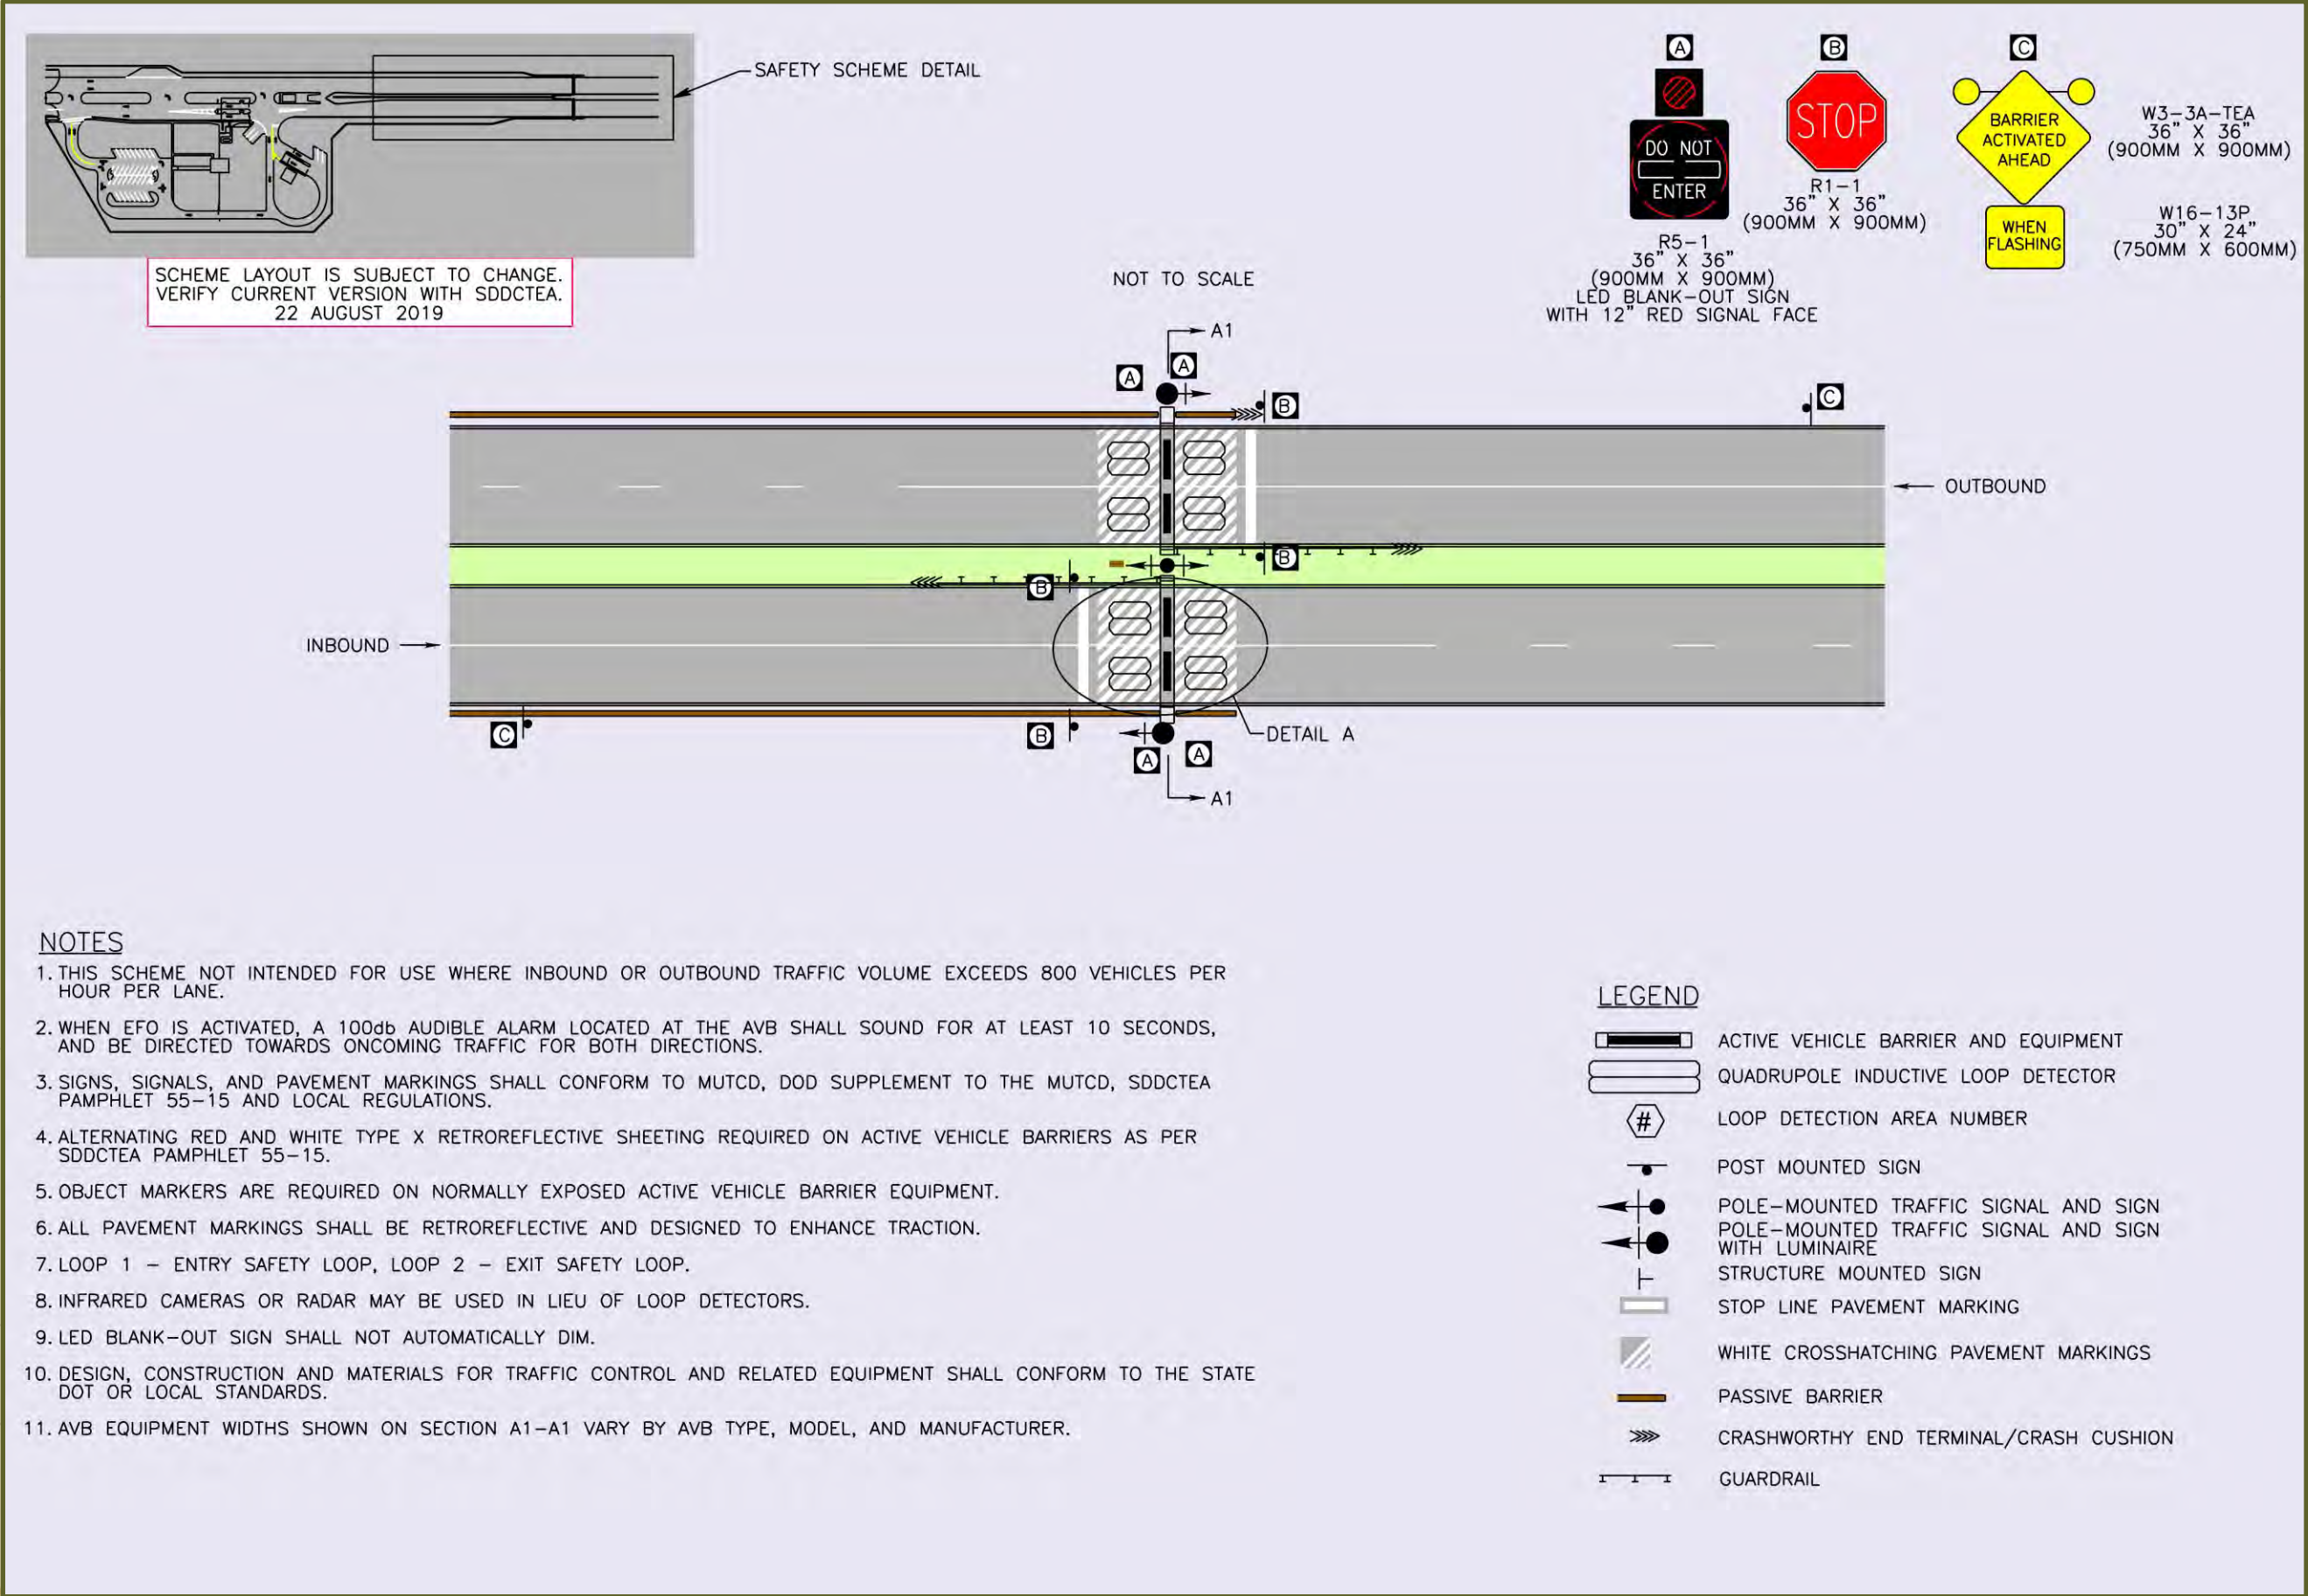 SAFETY SCHEME DETAIL
SCHEME LAYOUT IS SUBJECT TO CHANGE.
VERIFY CURRENT VERSION WITH SDDCTEA.
22 AUGUST 2019
A
DO NOT
ENTER
R5-1
36" X 36"
(900MM X 900MM)
LED BLANK-OUT SIGN
WITH 12" RED SIGNAL FACE
B
STOP
R1-1
36" X 36"
(900MM X 900MM)
C
BARRIER
ACTIVATED
AHEAD
WHEN
FLASHING
W3-3A-TEA
36" X 36"
(900MM X 900MM)
W16-13P
30" X 24"
(750MM X 600MM)
NOT TO SCALE
A1
A
A
B
C
OUTBOUND
B
B
INBOUND
C
B
DETAIL A
A
A
A1
NOTES
1. THIS SCHEME NOT INTENDED FOR USE WHERE INBOUND OR OUTBOUND TRAFFIC VOLUME EXCEEDS 800 VEHICLES PER
HOUR PER LANE.
2. WHEN EFO IS ACTIVATED, A 100db AUDIBLE ALARM LOCATED AT THE AVB SHALL SOUND FOR AT LEAST 10 SECONDS,
AND BE DIRECTED TOWARDS ONCOMING TRAFFIC FOR BOTH DIRECTIONS.
3. SIGNS, SIGNALS, AND PAVEMENT MARKINGS SHALL CONFORM TO MUTCD, DOD SUPPLEMENT TO THE MUTCD, SDDCTEA
PAMPHLET 55-15 AND LOCAL REGULATIONS.
4. ALTERNATING RED AND WHITE TYPE X RETROREFLECTIVE SHEETING REQUIRED ON ACTIVE VEHICLE BARRIERS AS PER
SDDCTEA PAMPHLET 55-15.
5. OBJECT MARKERS ARE REQUIRED ON NORMALLY EXPOSED ACTIVE VEHICLE BARRIER EQUIPMENT.
6. ALL PAVEMENT MARKINGS SHALL BE RETROREFLECTIVE AND DESIGNED TO ENHANCE TRACTION.
7. LOOP 1 - ENTRY SAFETY LOOP, LOOP 2 - EXIT SAFETY LOOP.
8. INFRARED CAMERAS OR RADAR MAY BE USED IN LIEU OF LOOP DETECTORS.
9. LED BLANK-OUT SIGN SHALL NOT AUTOMATICALLY DIM.
10. DESIGN, CONSTRUCTION AND MATERIALS FOR TRAFFIC CONTROL AND RELATED EQUIPMENT SHALL CONFORM TO THE STATE
DOT OR LOCAL STANDARDS.
11. AVB EQUIPMENT WIDTHS SHOWN ON SECTION A1-A1 VARY BY AVB TYPE, MODEL, AND MANUFACTURER.
LEGEND
ACTIVE VEHICLE BARRIER AND EQUIPMENT
QUADRUPOLE INDUCTIVE LOOP DETECTOR
# LOOP DETECTION AREA NUMBER
POST MOUNTED SIGN
POLE-MOUNTED TRAFFIC SIGNAL AND SIGN
POLE-MOUNTED TRAFFIC SIGNAL AND SIGN
WITH LUMINAIRE
STRUCTURE MOUNTED SIGN
STOP LINE PAVEMENT MARKING
WHITE CROSSHATCHING PAVEMENT MARKINGS
PASSIVE BARRIER
CRASHWORTHY END TERMINAL/CRASH CUSHION
GUARDRAIL